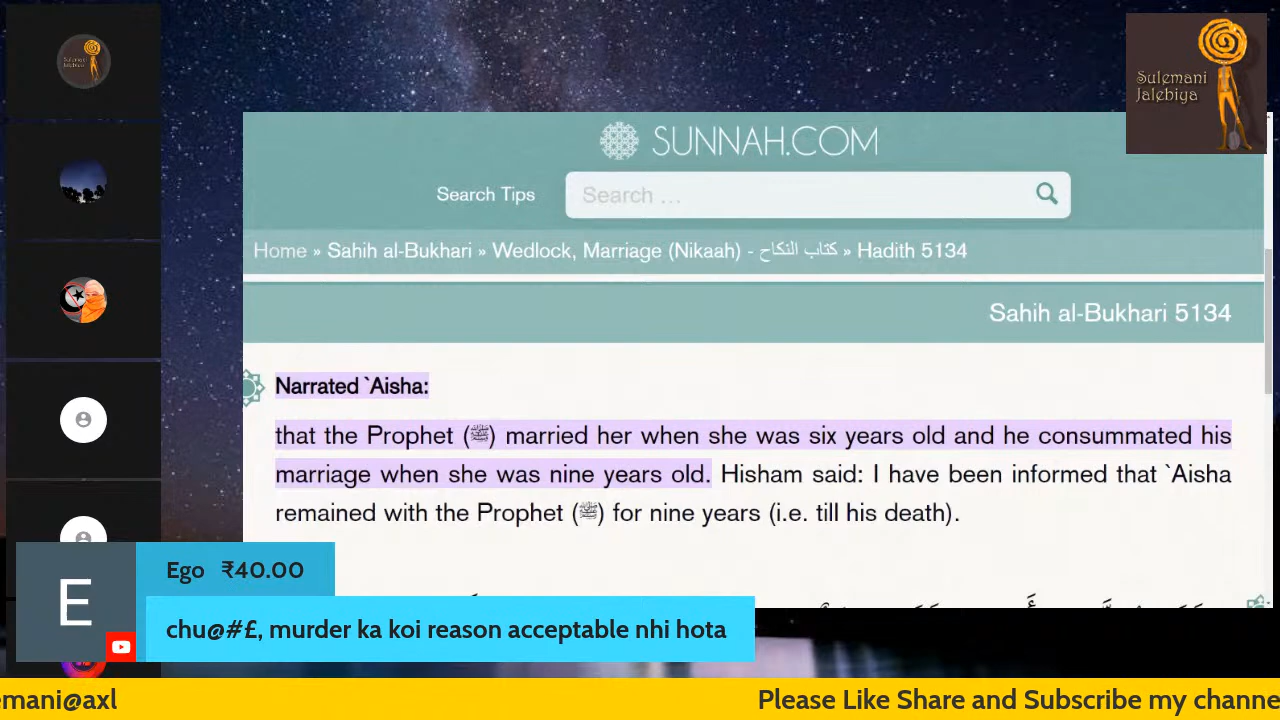 Sulemani
Jalebiya
SUNNAH.COM
Search Tips
Search ...
Home » Sahih al-Bukhari » Wedlock, Marriage (Nikaah) - كتاب النكاح » Hadith 5134
Sahih al-Bukhari 5134
Narrated `Aisha:
that the Prophet (ﷺ) married her when she was six years old and he consummated his
marriage when she was nine years old. Hisham said: I have been informed that `Aisha
remained with the Prophet (ﷺ) for nine years (i.e. till his death).
E
Ego ₹40.00
chu@#£, murder ka koi reason acceptable nhi hota
emani@axl
Please Like Share and Subscribe my channe